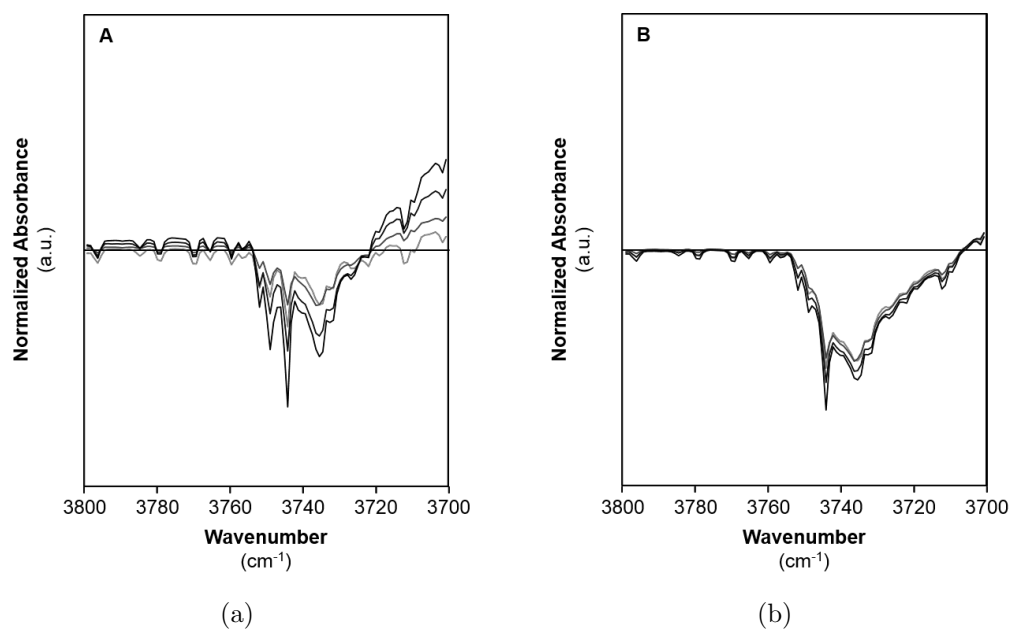 A
Normalized Absorbance
(a.u.)
3800 3780 3760 3740 3720 3700
Wavenumber
(cm⁻¹)
(a)
B
Normalized Absorbance
(a.u.)
3800 3780 3760 3740 3720 3700
Wavenumber
(cm⁻¹)
(b)